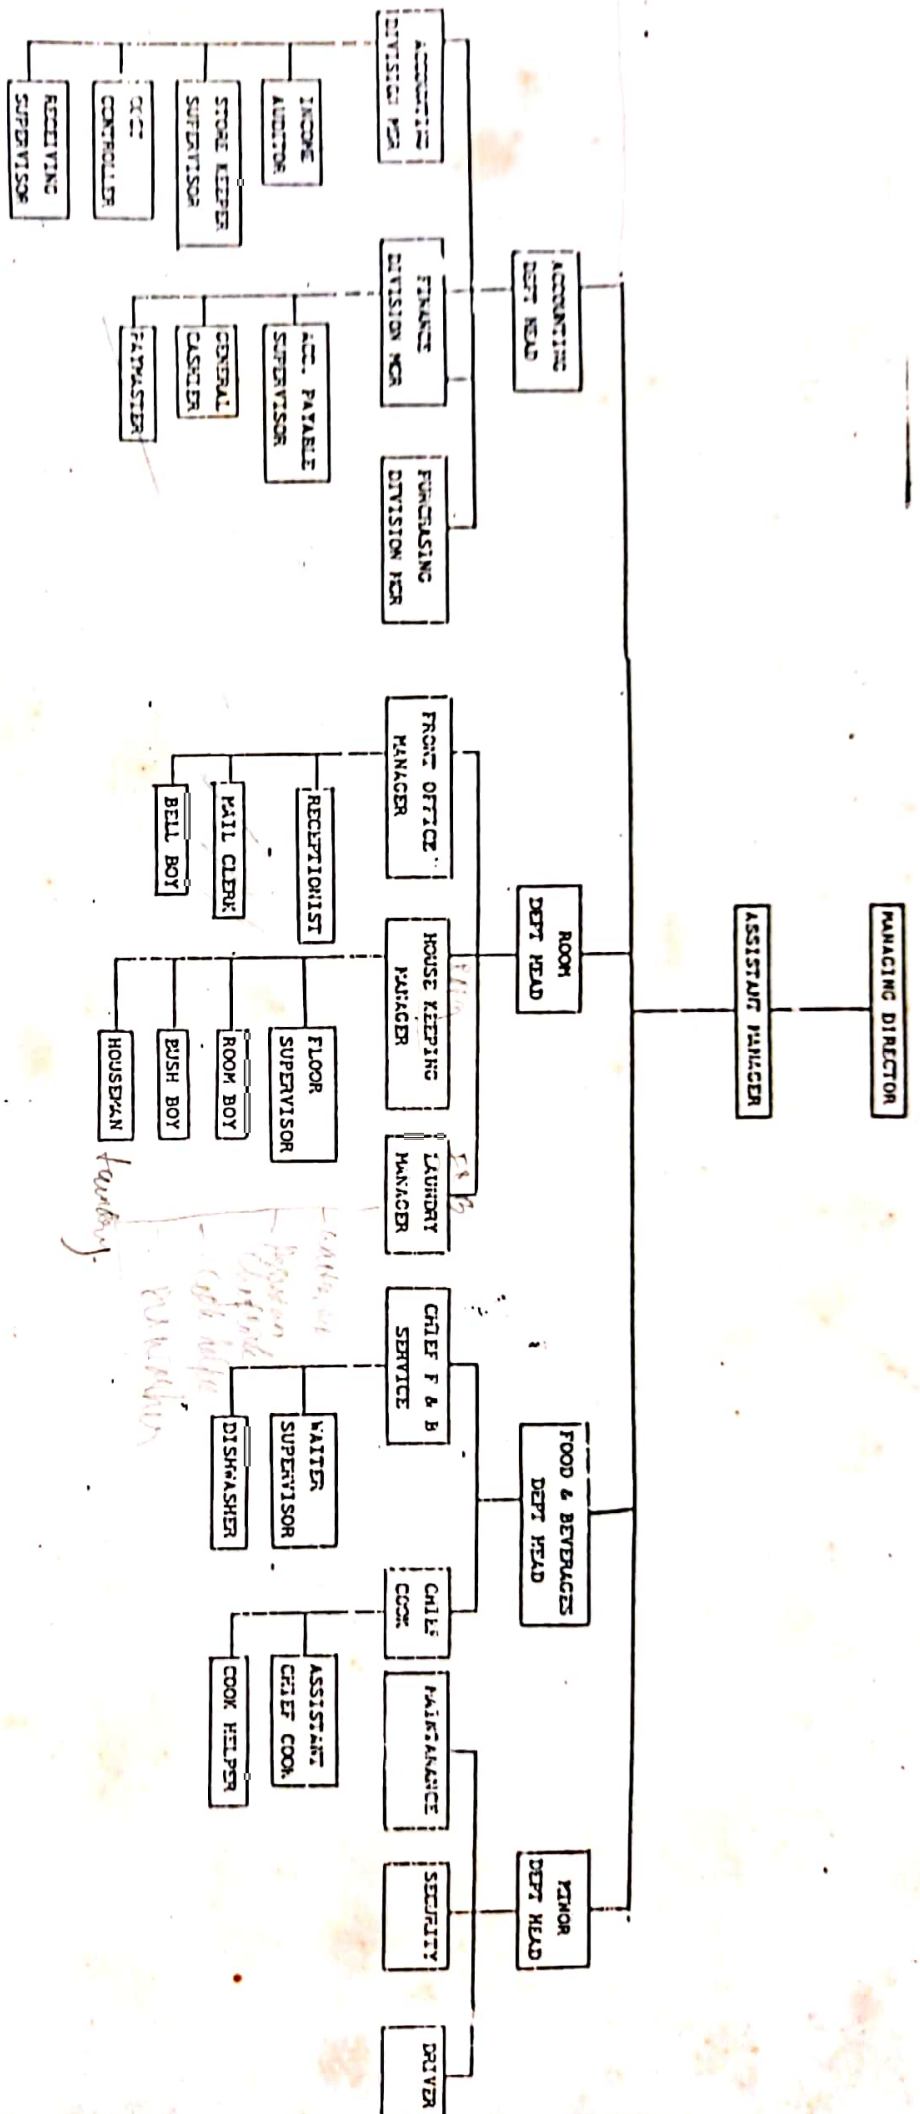 MANAGING DIRECTOR
ASSISTANT MANAGER
ACCOUNTING
DEPT HEAD
ROOM
DEPT HEAD
FOOD & BEVERAGES
DEPT HEAD
MINOR
DEPT HEAD
ACCOUNTING
DIVISION MGR
FINANCE
DIVISION MGR
PURCHASING
DIVISION MGR
FRONT OFFICE
MANAGER
HOUSE KEEPING
MANAGER
LAUNDRY
MANAGER
CHIEF F & B
SERVICE
CHIEF
COOK
MAINTANANCE
SECURITY
DRIVER
INCOME
AUDITOR
STORE KEEPER
SUPERVISOR
COST
CONTROLLER
RECEIVING
SUPERVISOR
ACC. PAYABLE
SUPERVISOR
GENERAL
CASHIER
PAYMASTER
RECEPTIONIST
MAIL CLERK
BELL BOY
FLOOR
SUPERVISOR
ROOM BOY
BUSH BOY
HOUSEMAN
WAITER
SUPERVISOR
DISHWASHER
ASSISTANT
CHIEF COOK
COOK HELPER
F & B